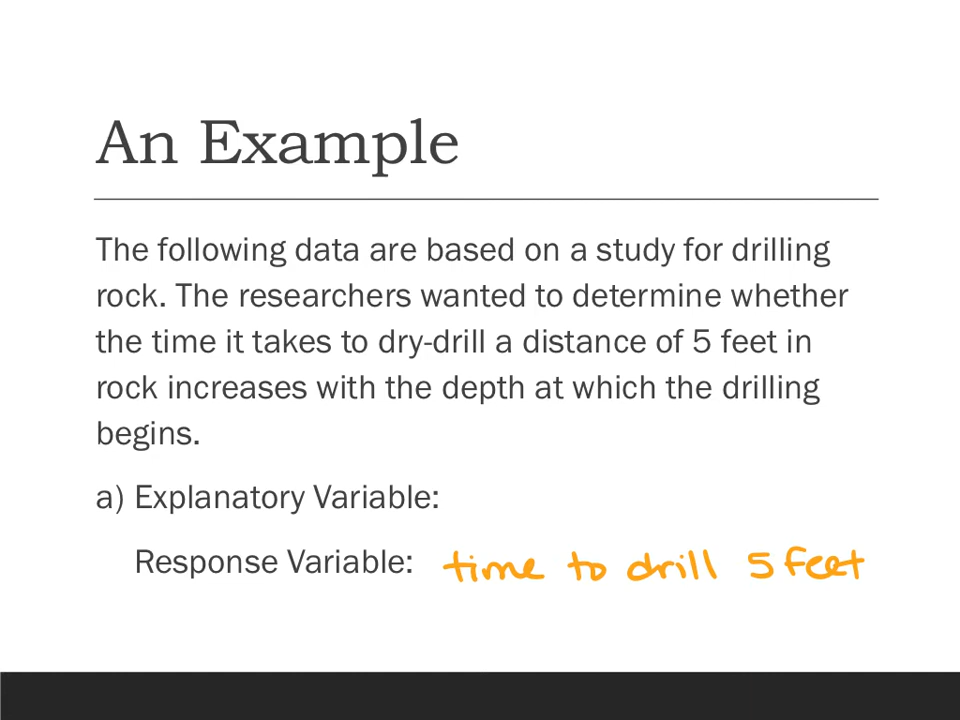 An Example
The following data are based on a study for drilling
rock. The researchers wanted to determine whether
the time it takes to dry-drill a distance of 5 feet in
rock increases with the depth at which the drilling
begins.
a) Explanatory Variable:
Response Variable: time to drill 5 feet